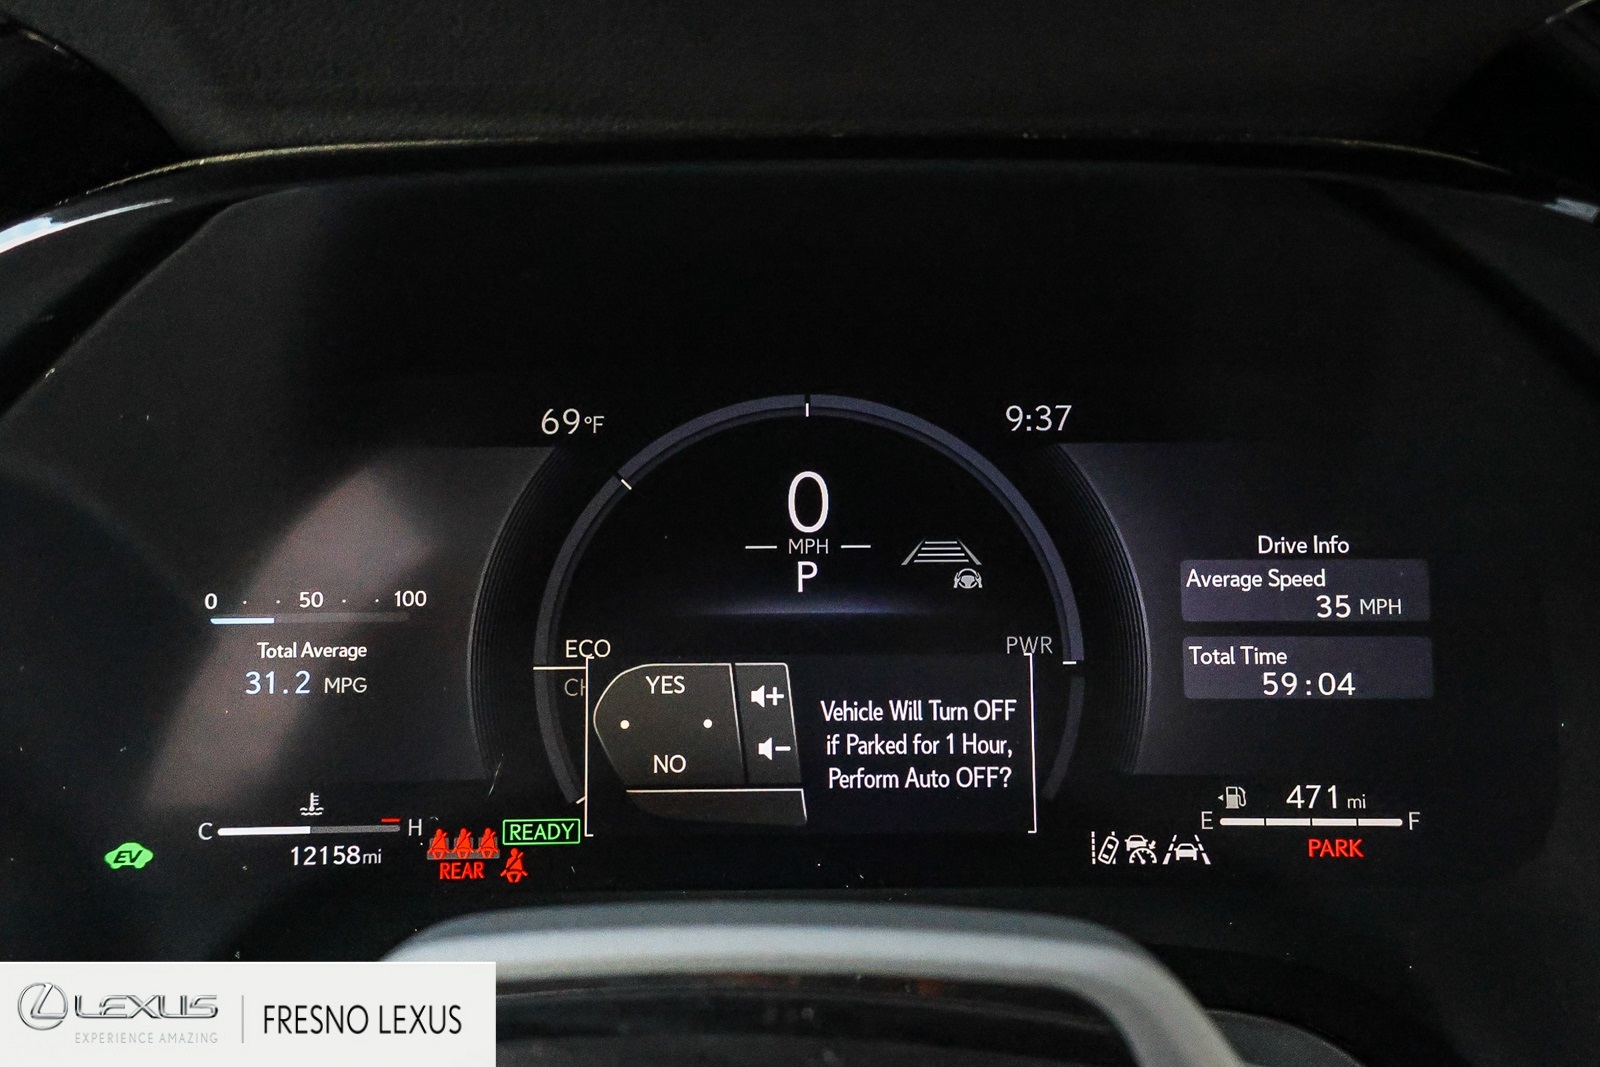 69°F
9:37
0
MPH
P
0 50 100
Total Average
31.2 MPG
Drive Info
Average Speed
35 MPH
Total Time
59:04
ECO
PWR
CH
YES
NO
Vehicle Will Turn OFF
if Parked for 1 Hour,
Perform Auto OFF?
C H
12158mi
EV
REAR
READY
471 mi
E F
PARK
LEXUS
EXPERIENCE AMAZING
FRESNO LEXUS